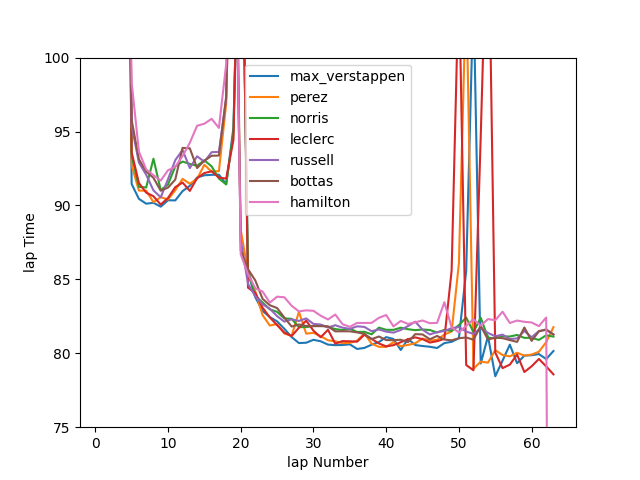 100
95
90
85
80
75
lap Time
max_verstappen
perez
norris
leclerc
russell
bottas
hamilton
0 10 20 30 40 50 60
lap Number